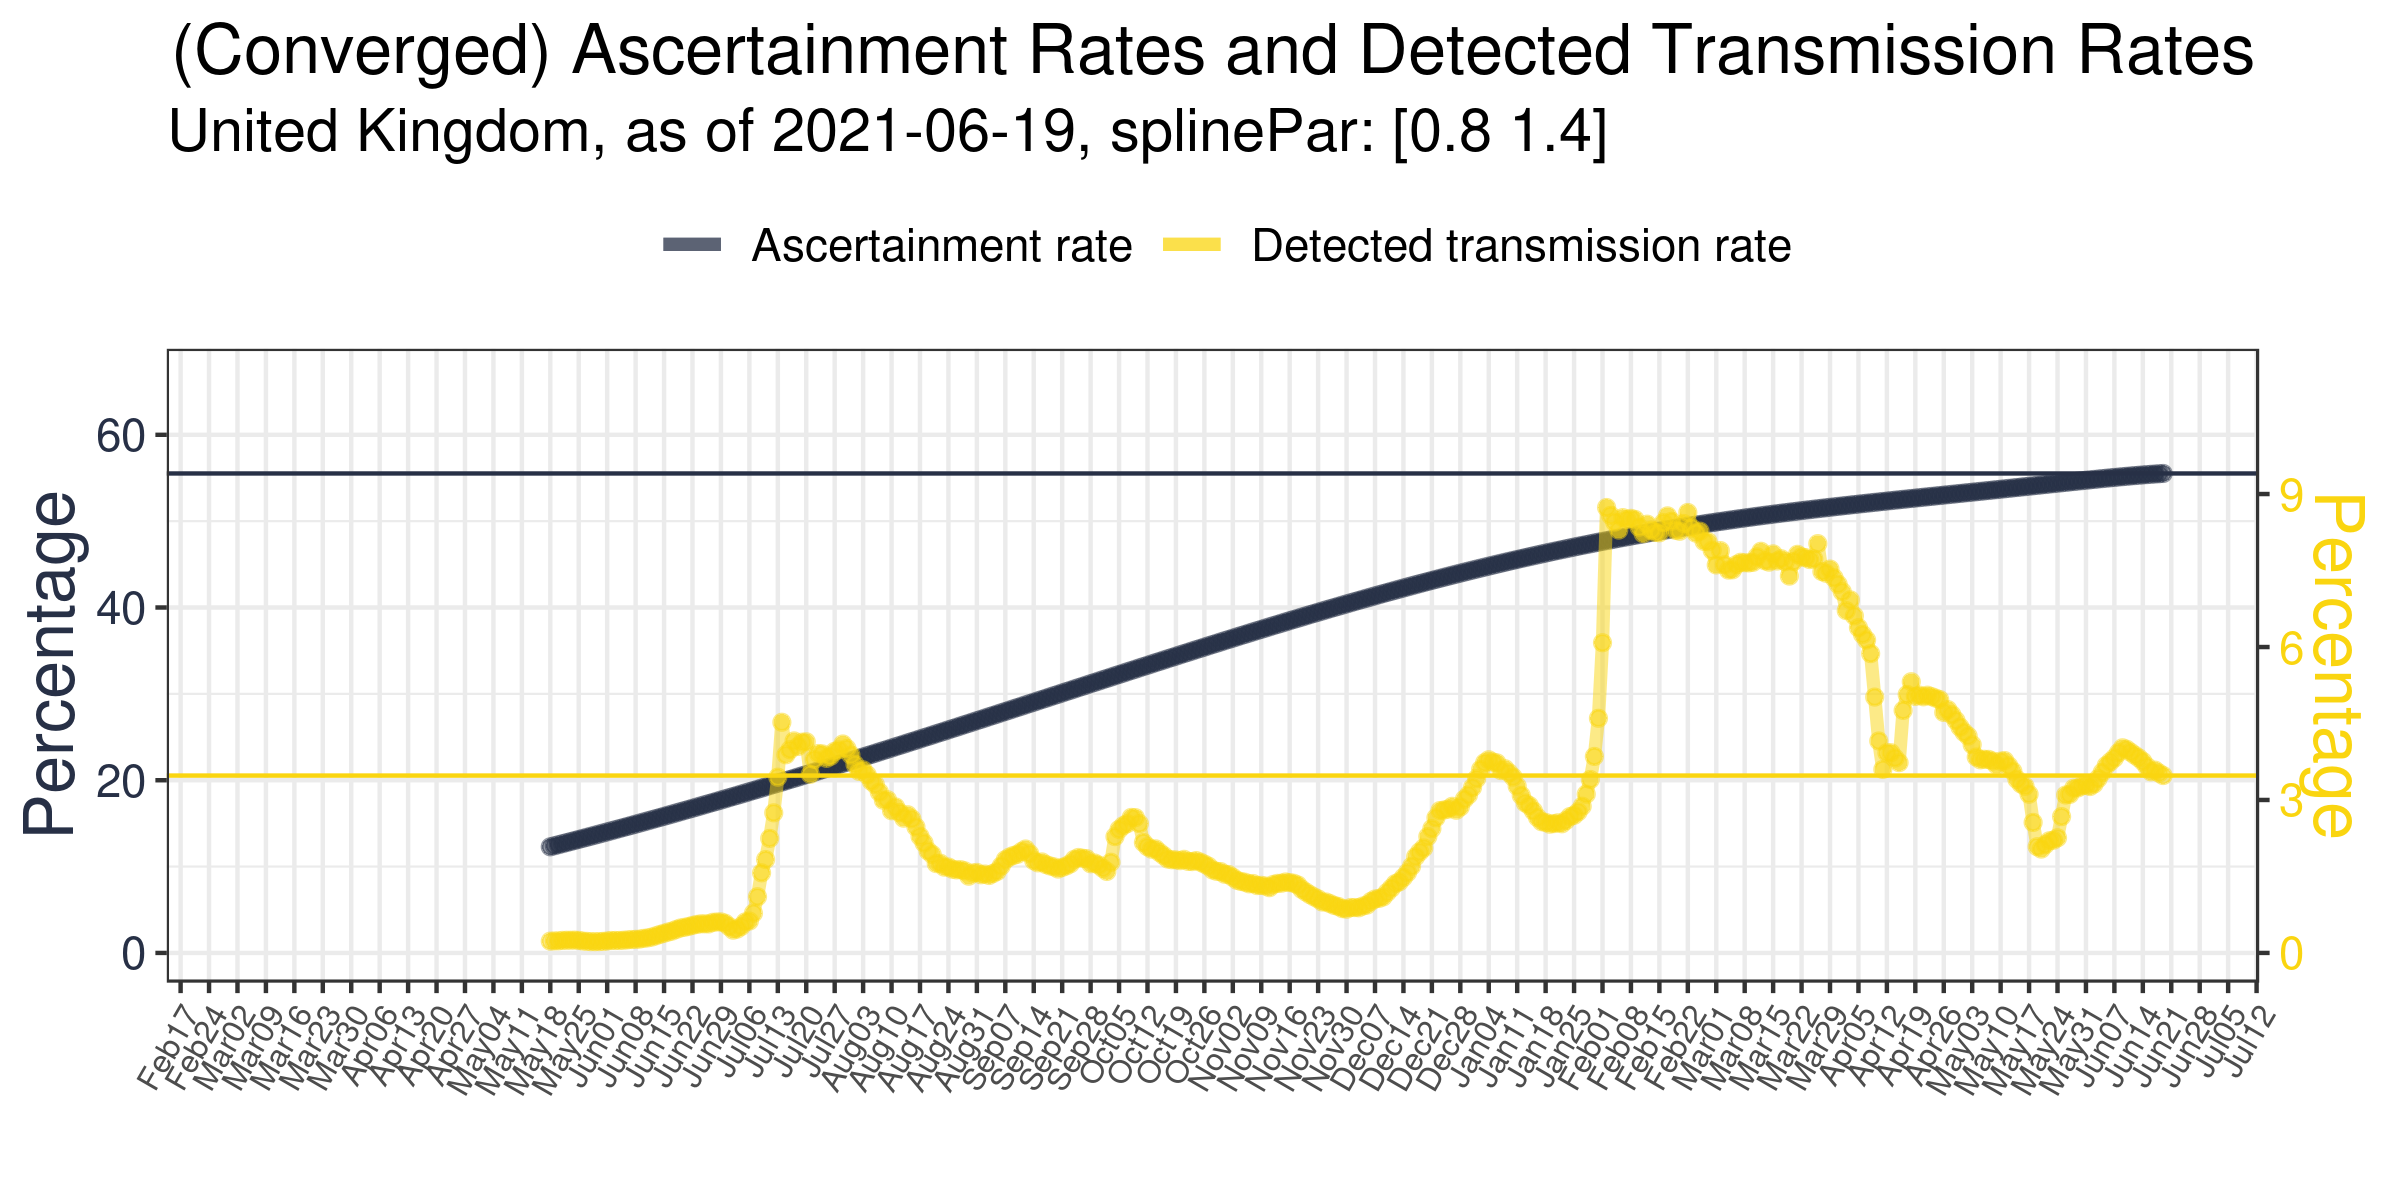 (Converged) Ascertainment Rates and Detected Transmission Rates
United Kingdom, as of 2021-06-19, splinePar: [0.8 1.4]
Ascertainment rate Detected transmission rate
Percentage
60
40
20
0
9
6
3
0
Percentage
Feb17
Feb24
Mar02
Mar09
Mar16
Mar23
Mar30
Apr06
Apr13
Apr20
Apr27
May04
May11
May18
May25
Jun01
Jun08
Jun15
Jun22
Jun29
Jul06
Jul13
Jul20
Jul27
Aug03
Aug10
Aug17
Aug24
Aug31
Sep07
Sep14
Sep21
Sep28
Oct05
Oct12
Oct19
Oct26
Nov02
Nov09
Nov16
Nov23
Nov30
Dec07
Dec14
Dec21
Dec28
Jan04
Jan11
Jan18
Jan25
Feb01
Feb08
Feb15
Feb22
Mar01
Mar08
Mar15
Mar22
Mar29
Apr05
Apr12
Apr19
Apr26
May03
May10
May17
May24
May31
Jun07
Jun14
Jun21
Jun28
Jul05
Jul12